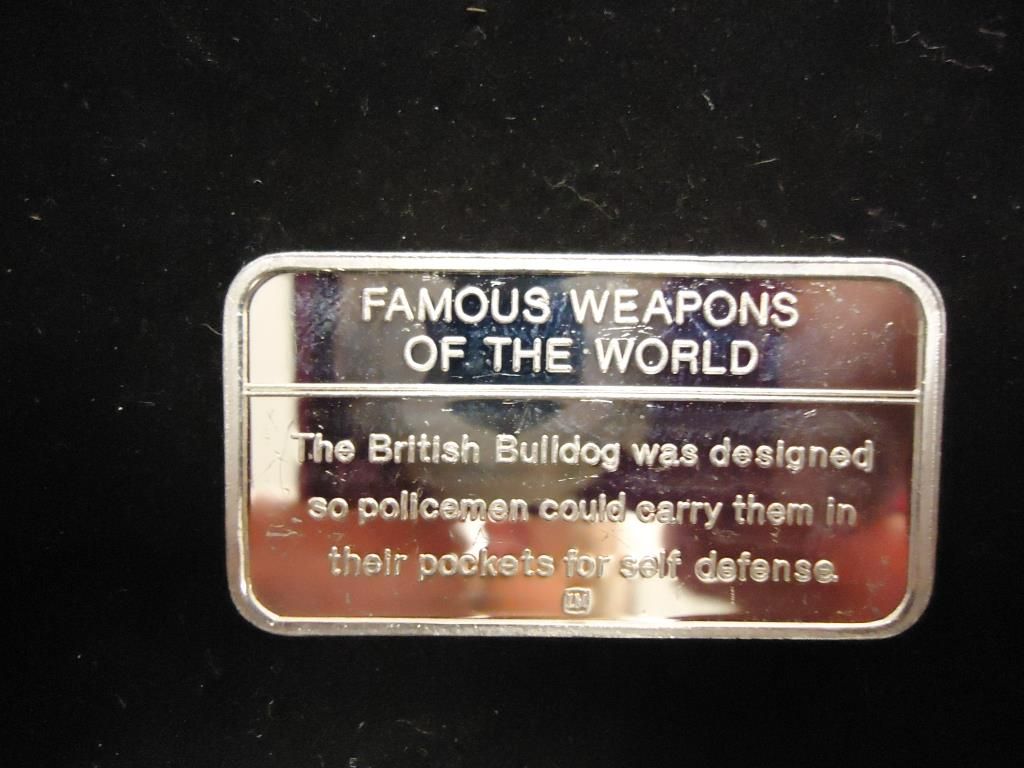 FAMOUS WEAPONS
OF THE WORLD
The British Bulldog was designed
so policemen could carry them in
their pockets for self defense.